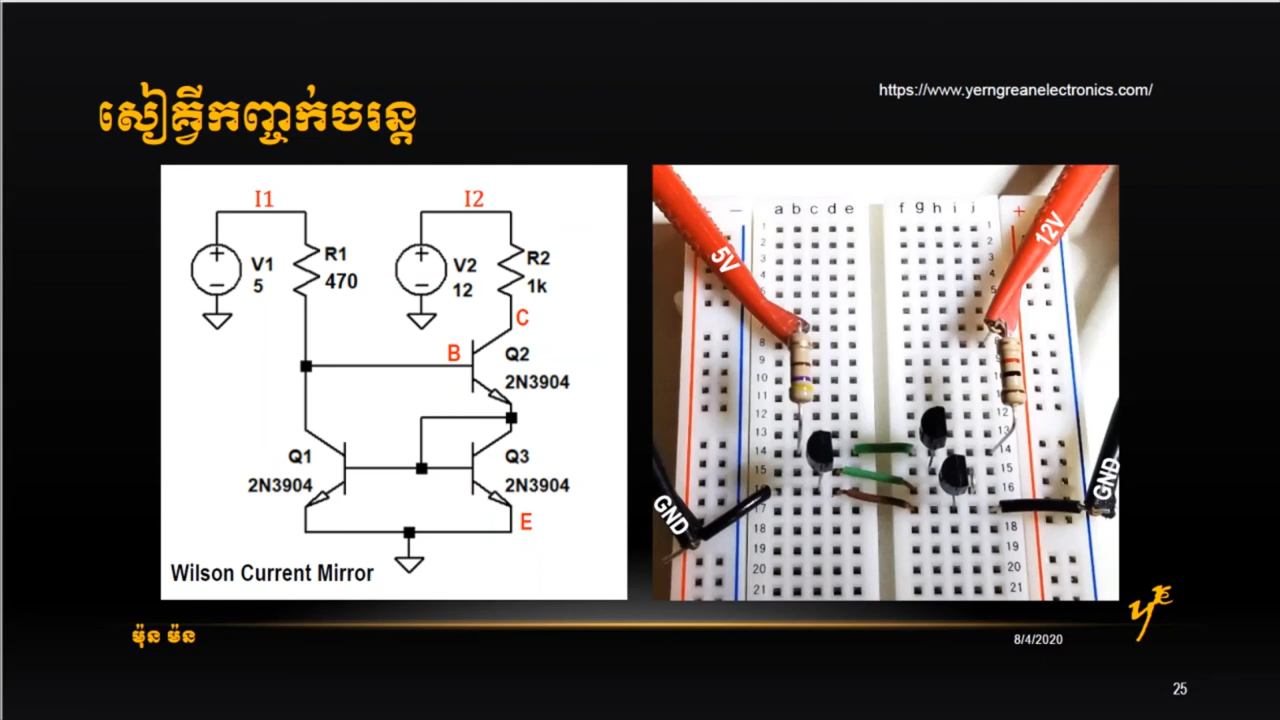 https://www.yerngreanelectronics.com/
សៀគ្វីកញ្ចក់ចរន្ត
I1
I2
V1
5
R1
470
V2
12
R2
1k
C
B
Q2
2N3904
Q1
2N3904
Q3
2N3904
E
Wilson Current Mirror
a b c d e
f g h i j
5V
12V
GND
GND
ម៉ុន ម៉ន
8/4/2020
25